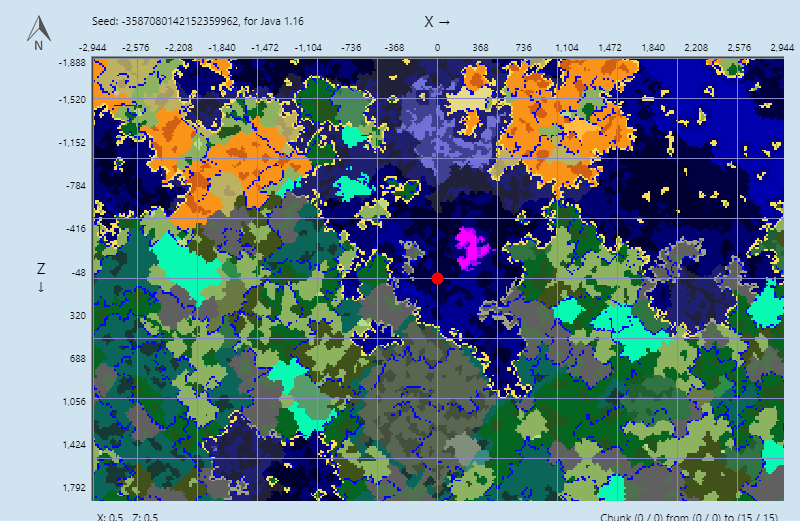 Seed: -3587080142152359962, for Java 1.16
X →
N
-2,944 -2,576 -2,208 -1,840 -1,472 -1,104 -736 -368 0 368 736 1,104 1,472 1,840 2,208 2,576 2,944
-1.888
-1,520
-1,152
-784
-416
Z
↓
-48
320
688
1,056
1,424
1,792
X: 0.5 Z: 0.5
Chunk (0 / 0) from (0 / 0) to (15 / 15)